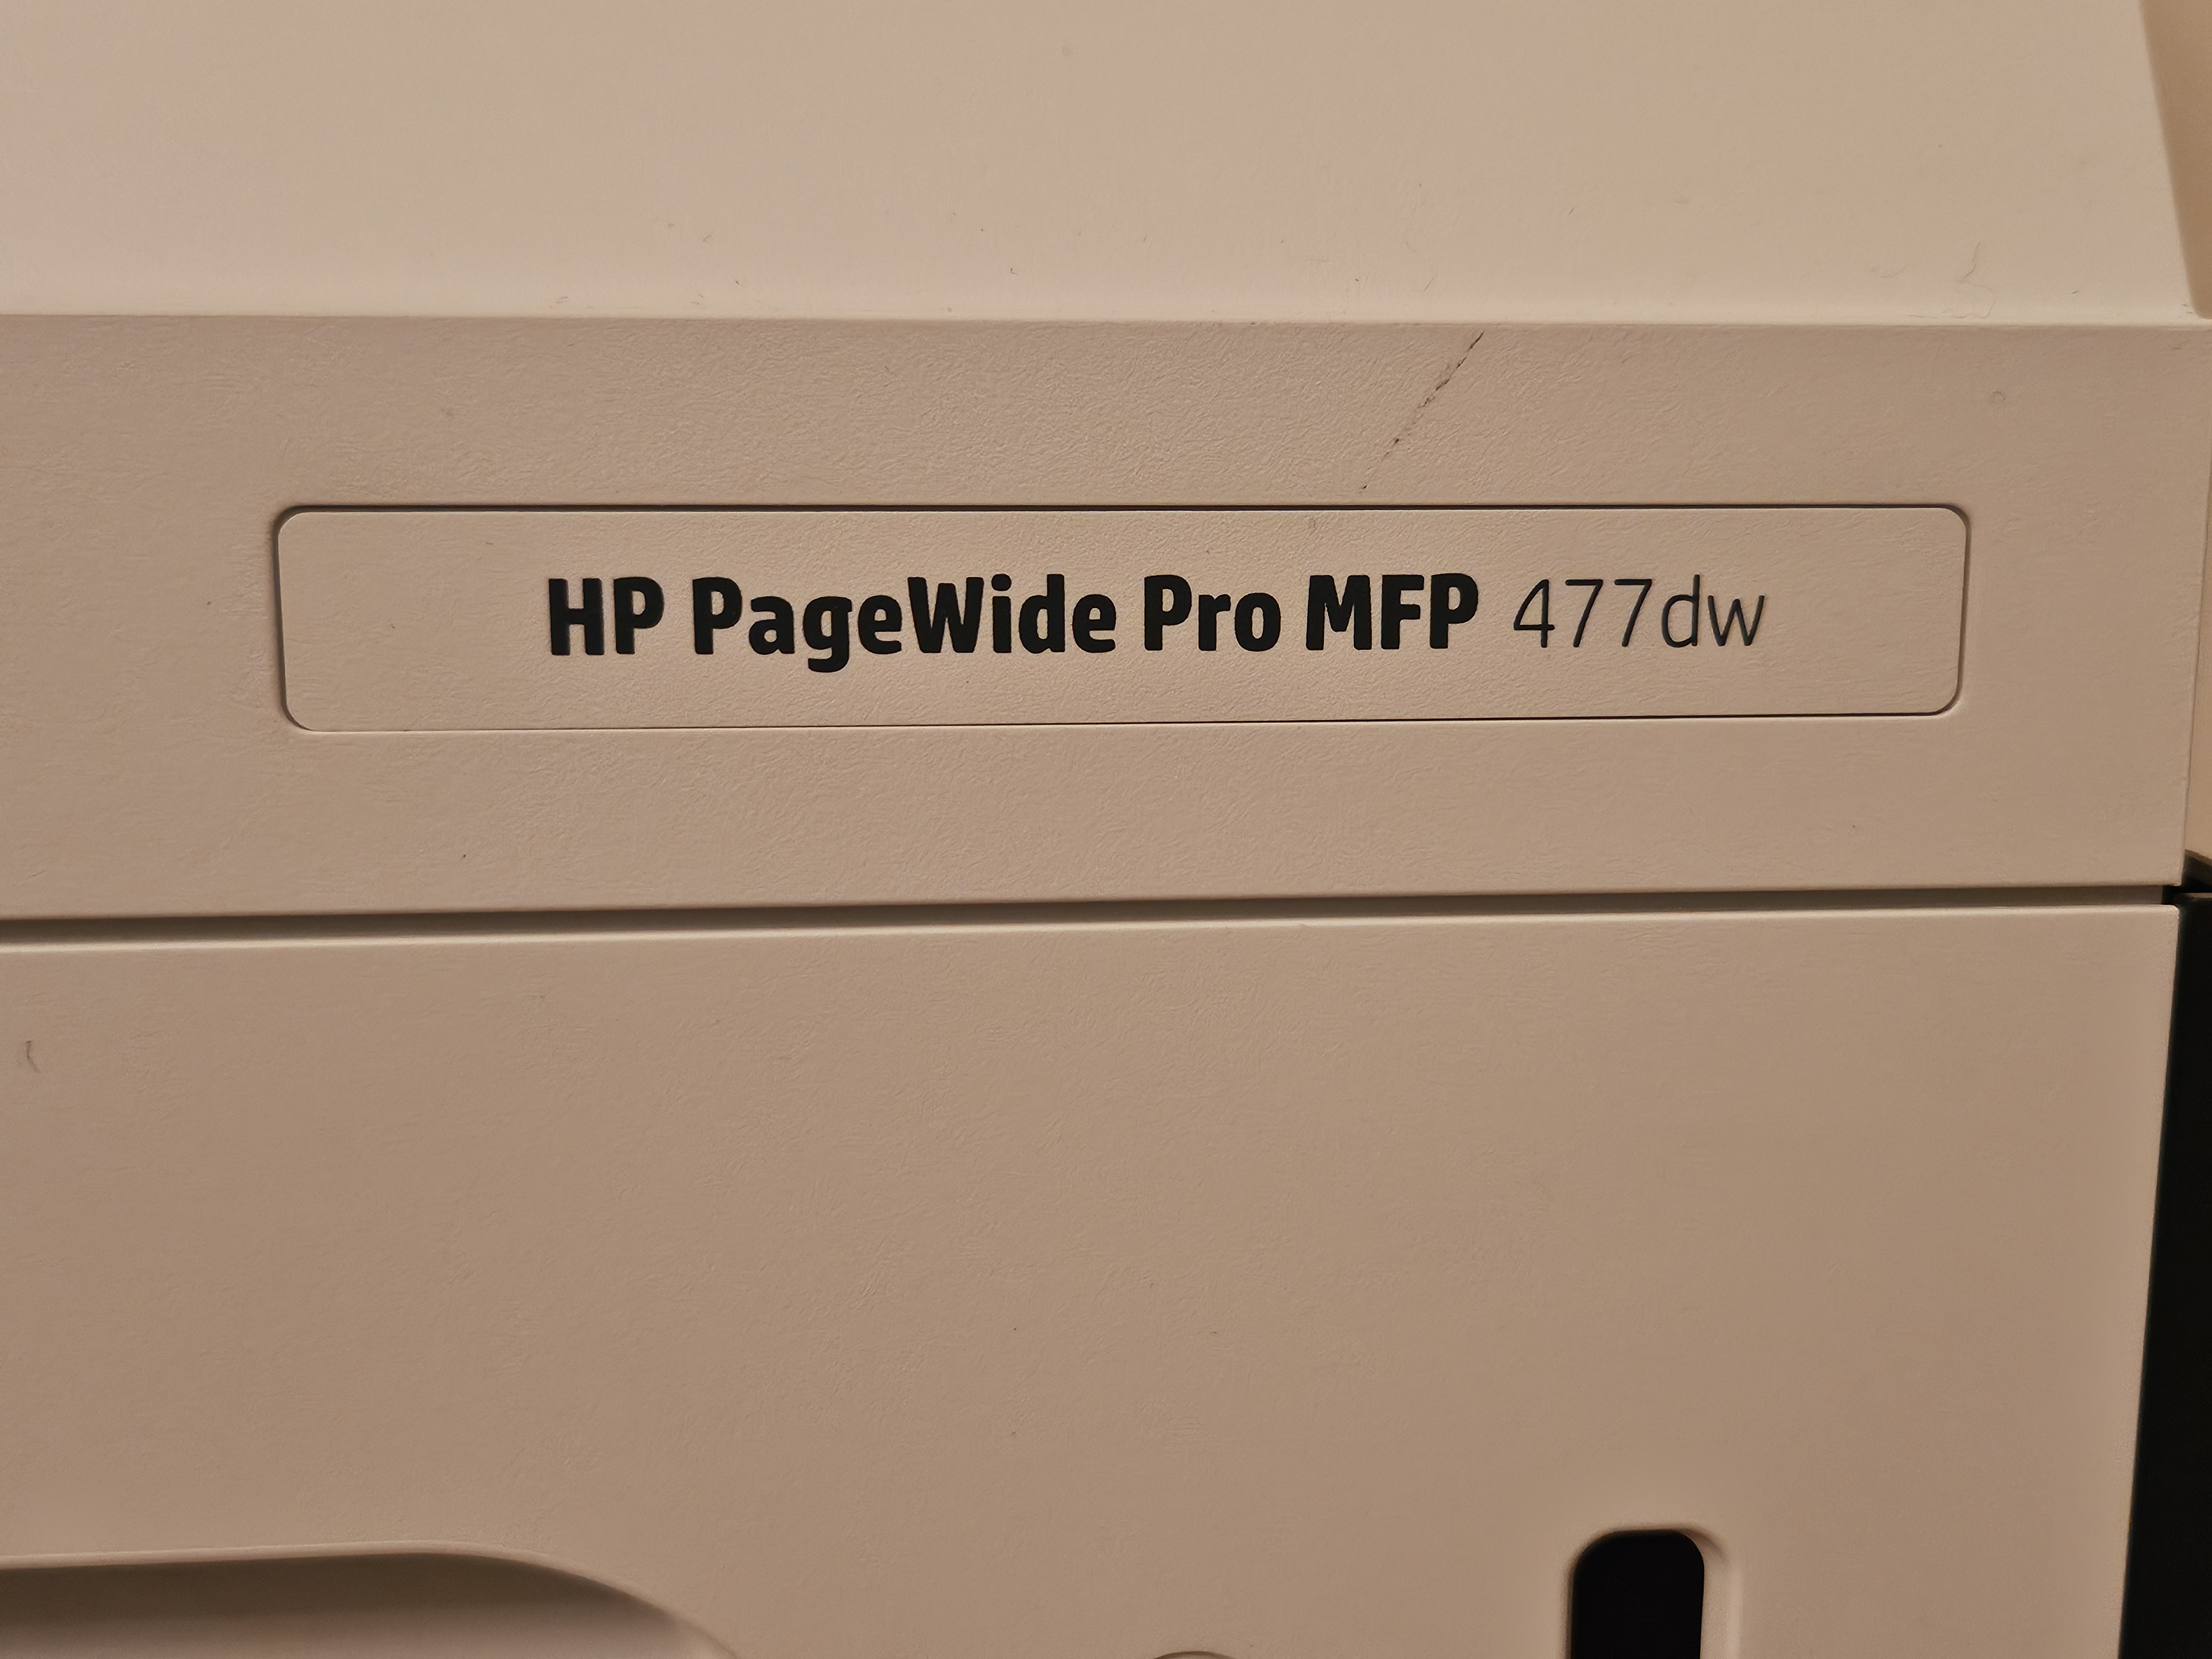 HP PageWide Pro MFP 477dw